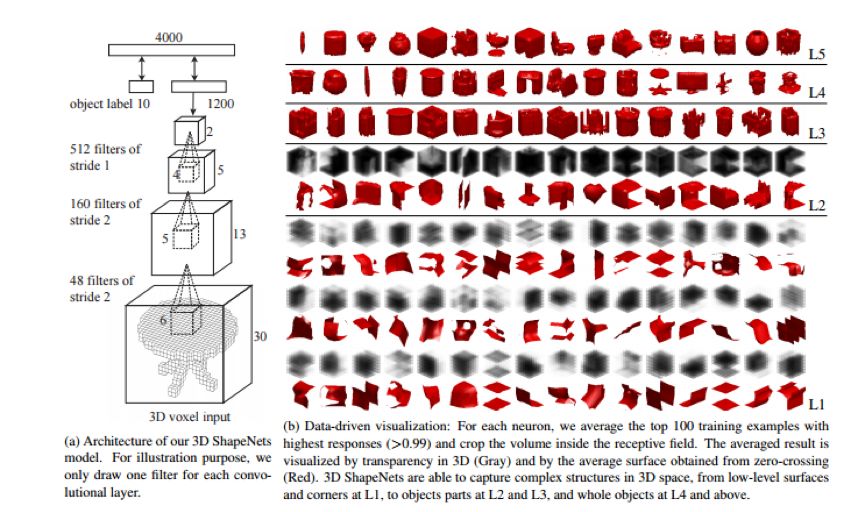 4000
object label 10
1200
2
512 filters of
stride 1
4
5
160 filters of
stride 2
5
13
48 filters of
stride 2
6
30
3D voxel input
(a) Architecture of our 3D ShapeNets
model. For illustration purpose, we
only draw one filter for each convo-
lutional layer.
L5
L4
L3
L2
L1
(b) Data-driven visualization: For each neuron, we average the top 100 training examples with
highest responses (>0.99) and crop the volume inside the receptive field. The averaged result is
visualized by transparency in 3D (Gray) and by the average surface obtained from zero-crossing
(Red). 3D ShapeNets are able to capture complex structures in 3D space, from low-level surfaces
and corners at L1, to objects parts at L2 and L3, and whole objects at L4 and above.